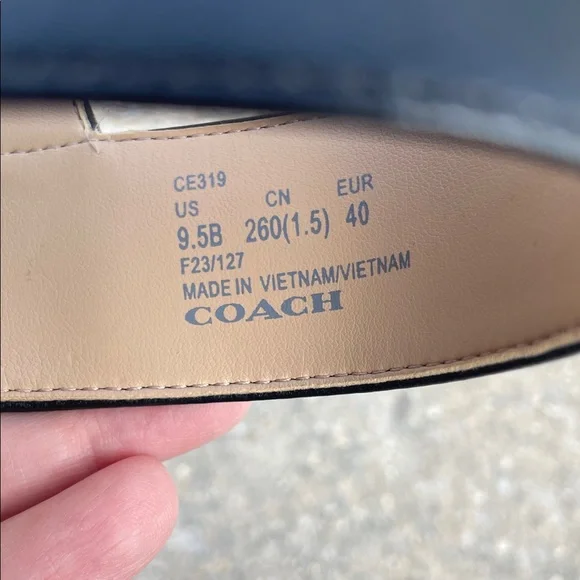 CE319
US CN EUR
9.5B 260(1.5) 40
F23/127
MADE IN VIETNAM/VIETNAM
COACH